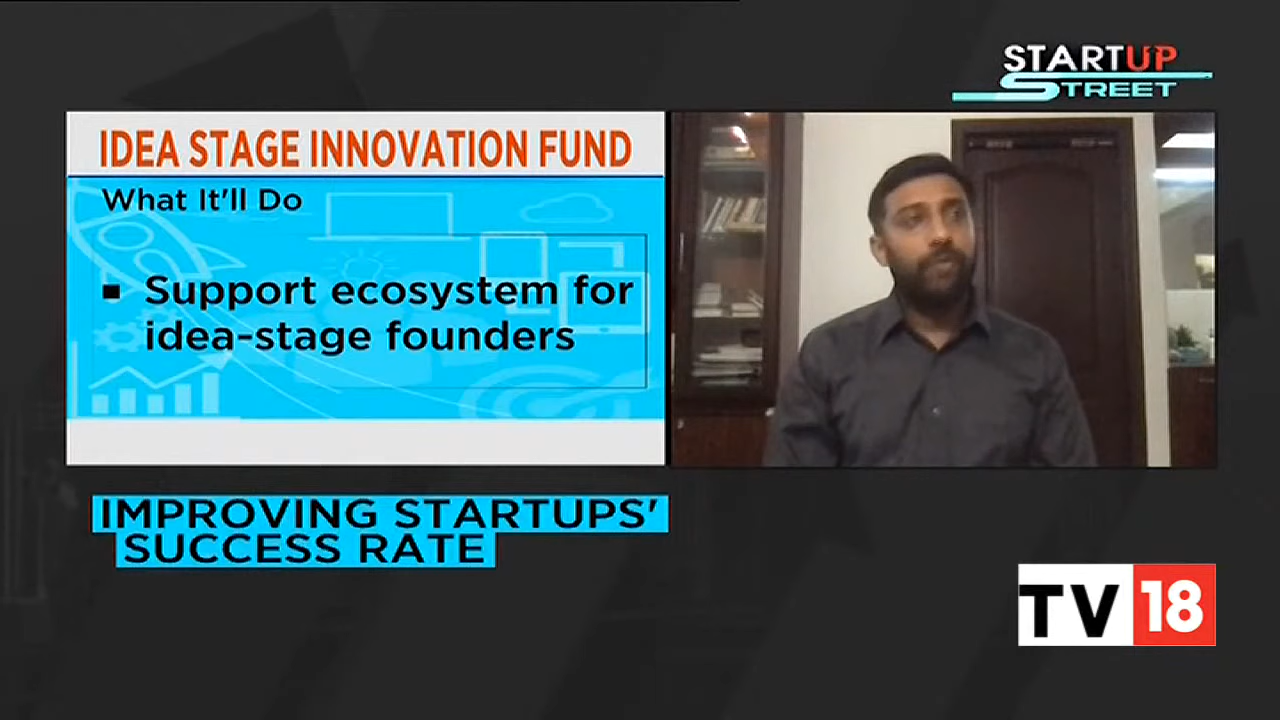 STARTUP
STREET
IDEA STAGE INNOVATION FUND
What It'll Do
Support ecosystem for
idea-stage founders
IMPROVING STARTUPS'
SUCCESS RATE
TV18